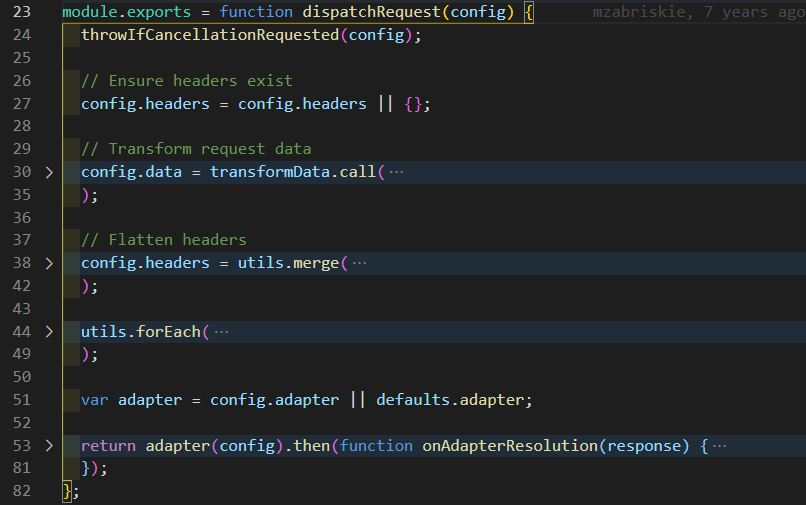 23 module.exports = function dispatchRequest(config) { mzabriskie, 7 years ago
24 throwIfCancellationRequested(config);
25
26 // Ensure headers exist
27 config.headers = config.headers || {};
28
29 // Transform request data
30 config.data = transformData.call( ···
35 );
36
37 // Flatten headers
38 config.headers = utils.merge( ···
42 );
43
44 utils.forEach( ···
49 );
50
51 var adapter = config.adapter || defaults.adapter;
52
53 return adapter(config).then(function onAdapterResolution(response) { ···
81 });
82 };